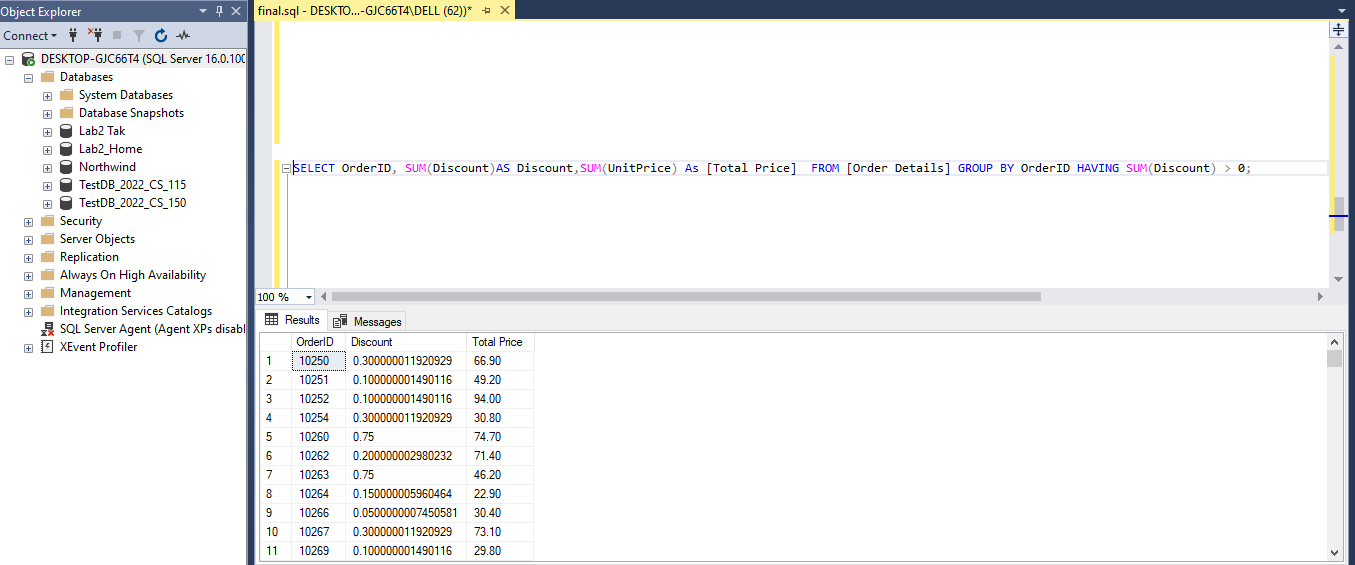 Object Explorer
Connect
DESKTOP-GJC66T4 (SQL Server 16.0.100
Databases
System Databases
Database Snapshots
Lab2 Tak
Lab2_Home
Northwind
TestDB_2022_CS_115
TestDB_2022_CS_150
Security
Server Objects
Replication
Always On High Availability
Management
Integration Services Catalogs
SQL Server Agent (Agent XPs disabl
XEvent Profiler
final.sql - DESKTO...-GJC66T4\DELL (62))*
SELECT OrderID, SUM(Discount)AS Discount,SUM(UnitPrice) As [Total Price]  FROM [Order Details] GROUP BY OrderID HAVING SUM(Discount) > 0;
100 %
Results Messages
OrderID Discount Total Price
1 10250 0.300000011920929 66.90
2 10251 0.100000001490116 49.20
3 10252 0.100000001490116 94.00
4 10254 0.300000011920929 30.80
5 10260 0.75 74.70
6 10262 0.200000002980232 71.40
7 10263 0.75 46.20
8 10264 0.150000005960464 22.90
9 10266 0.0500000007450581 30.40
10 10267 0.300000011920929 73.10
11 10269 0.100000001490116 29.80